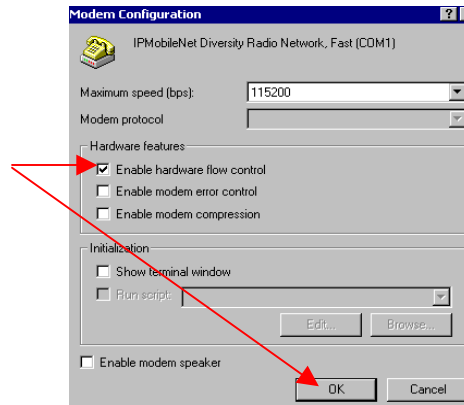 Modem Configuration
IPMobileNet Diversity Radio Network, Fast (COM1)
Maximum speed (bps):
115200
Modem protocol
Hardware features
Enable hardware flow control
Enable modem error control
Enable modem compression
Initialization
Show terminal window
Run script:
Edit... Browse...
Enable modem speaker
OK Cancel